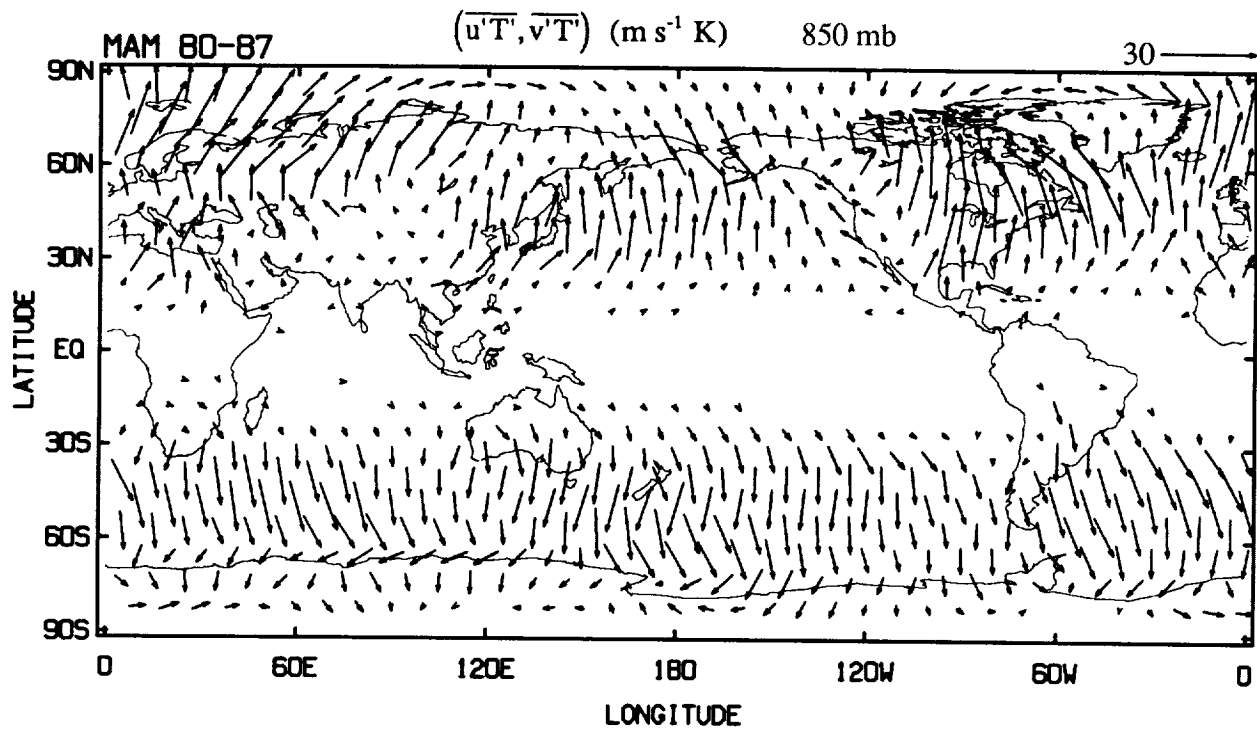 (u'T', v'T') (m s⁻¹ K) 850 mb
MAM 80-87
30
90N
60N
30N
EQ
30S
60S
90S
LATITUDE
0 60E 120E 180 120W 60W 0
LONGITUDE